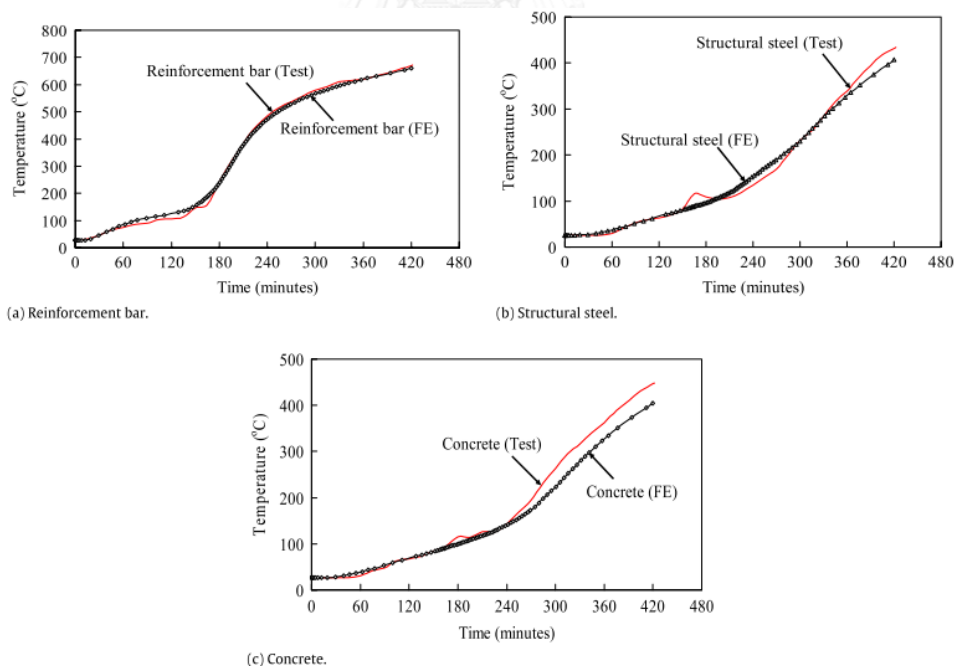 800
700
600
500
400
300
200
100
0
Temperature (°C)
Reinforcement bar (Test)
Reinforcement bar (FE)
0 60 120 180 240 300 360 420 480
Time (minutes)
(a) Reinforcement bar.
500
400
300
200
100
0
Temperature (°C)
Structural steel (Test)
Structural steel (FE)
0 60 120 180 240 300 360 420 480
Time (minutes)
(b) Structural steel.
500
400
300
200
100
0
Temperature (°C)
Concrete (Test)
Concrete (FE)
0 60 120 180 240 300 360 420 480
Time (minutes)
(c) Concrete.